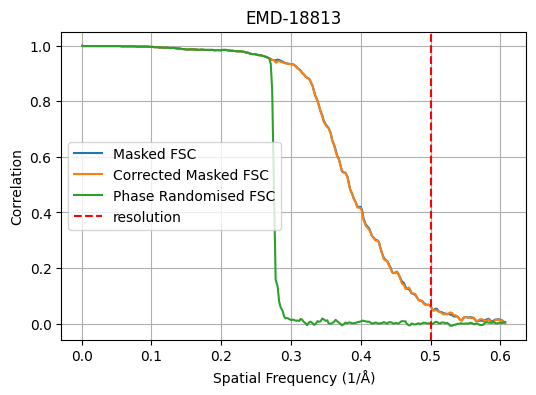 EMD-18813
1.0
0.8
0.6
0.4
0.2
0.0
Correlation
Masked FSC
Corrected Masked FSC
Phase Randomised FSC
resolution
0.0 0.1 0.2 0.3 0.4 0.5 0.6
Spatial Frequency (1/Å)